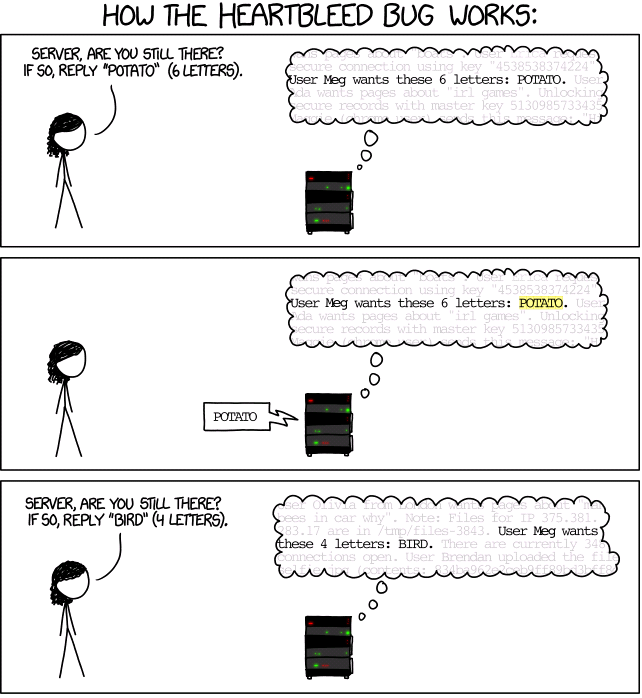 HOW THE HEARTBLEED BUG WORKS:
SERVER, ARE YOU STILL THERE?
IF SO, REPLY "POTATO" (6 LETTERS).
secure connection using key "4538538374224"
User Meg wants these 6 letters: POTATO. User
Ada wants pages about "irl games". Unlocking
secure records with master key 5130985733435
secure connection using key "4538538374224"
User Meg wants these 6 letters: POTATO. User
Ada wants pages about "irl games". Unlocking
secure records with master key 5130985733435
POTATO
SERVER, ARE YOU STILL THERE?
IF SO, REPLY "BIRD" (4 LETTERS).
User Olivia from London wants pages about
bees in car why". Note: Files for IP 375.381.
283.17 are in /tmp/files-3843. User Meg wants
these 4 letters: BIRD. There are currently
connections open. User Brendan uploaded the file